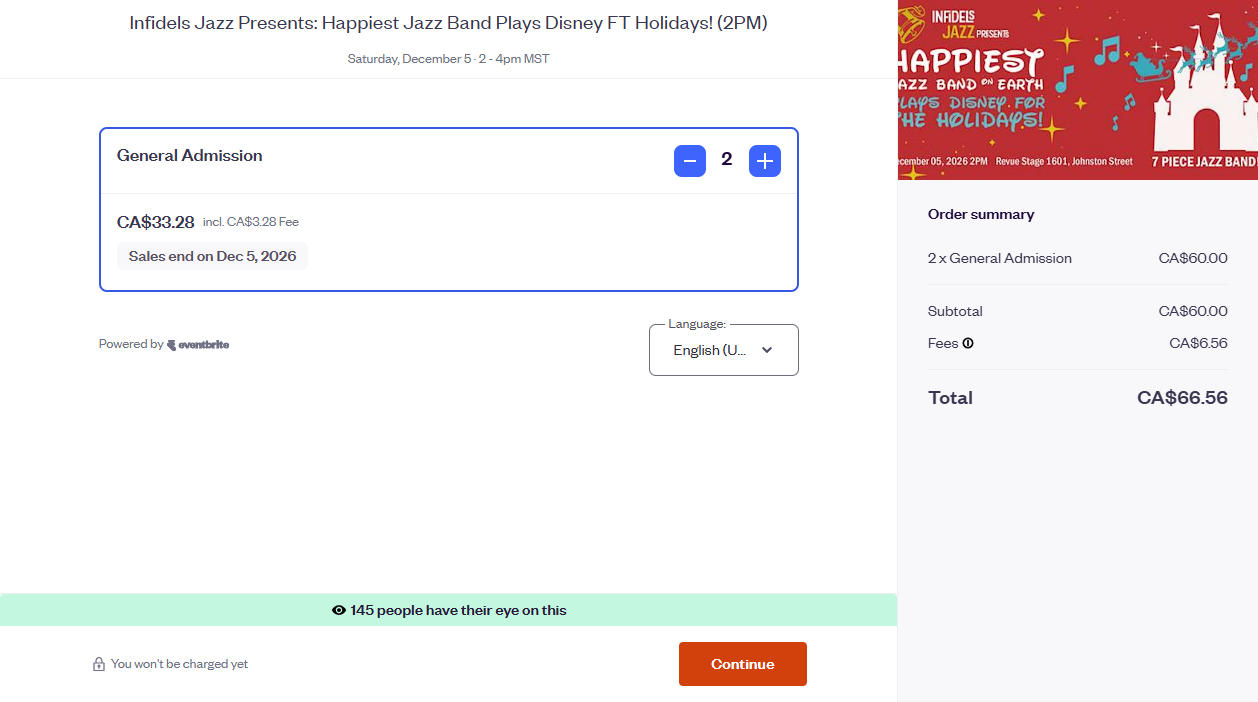 Infidels Jazz Presents: Happiest Jazz Band Plays Disney FT Holidays! (2PM)
Saturday, December 5 · 2 - 4pm MST
General Admission
2
CA$33.28 incl. CA$3.28 Fee
Sales end on Dec 5, 2026
Powered by eventbrite
Language:
English (U...
145 people have their eye on this
You won't be charged yet
Continue
INFIDELS
JAZZ PRESENTS
HAPPIEST
JAZZ BAND ON EARTH
PLAYS DISNEY FOR
THE HOLIDAYS!
ecember 05, 2026 2PM Revue Stage 1601, Johnston Street
7 PIECE JAZZ BAND!
Order summary
2 x General Admission CA$60.00
Subtotal CA$60.00
Fees CA$6.56
Total CA$66.56